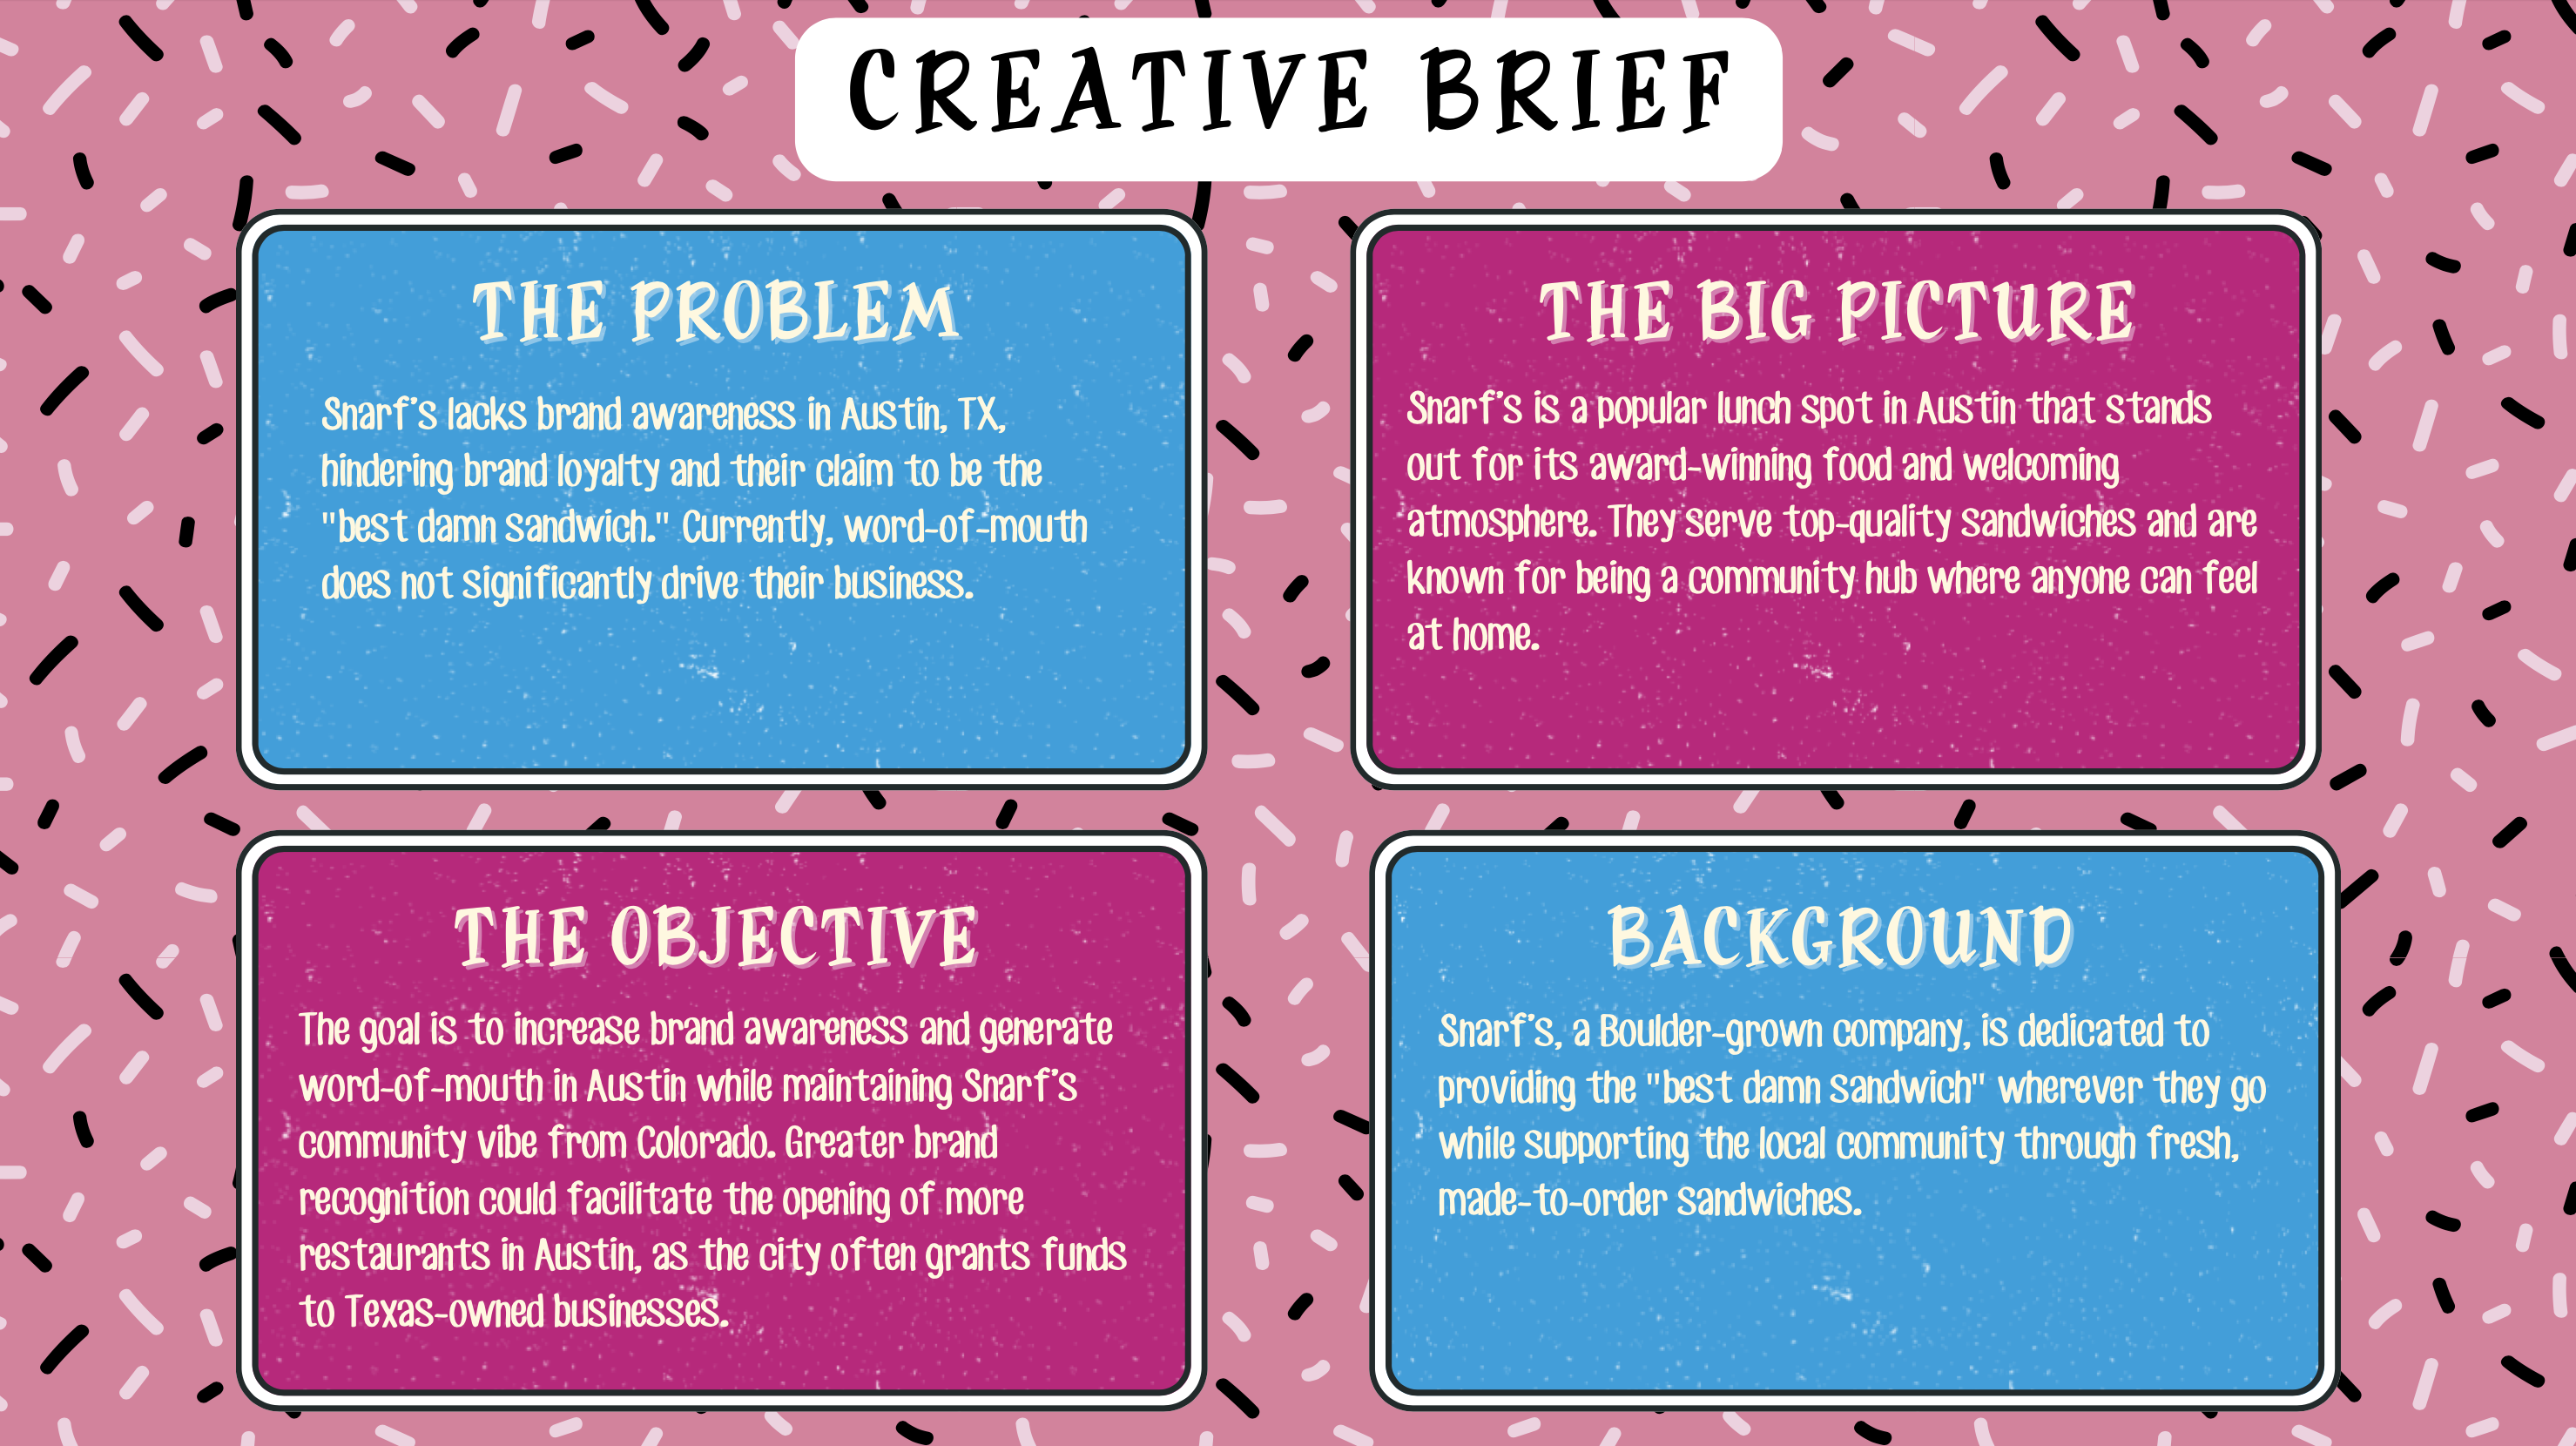 CREATIVE BRIEF
THE PROBLEM
Snarf's lacks brand awareness in Austin, TX,
hindering brand loyalty and their claim to be the
"best damn sandwich." Currently, word-of-mouth
does not significantly drive their business.
THE BIG PICTURE
Snarf's is a popular lunch spot in Austin that stands
out for its award-winning food and welcoming
atmosphere. They serve top-quality sandwiches and are
known for being a community hub where anyone can feel
at home.
THE OBJECTIVE
The goal is to increase brand awareness and generate
word-of-mouth in Austin while maintaining Snarf's
community vibe from Colorado. Greater brand
recognition could facilitate the opening of more
restaurants in Austin, as the city often grants funds
to Texas-owned businesses.
BACKGROUND
Snarf's, a Boulder-grown company, is dedicated to
providing the "best damn sandwich" wherever they go
while supporting the local community through fresh,
made-to-order sandwiches.